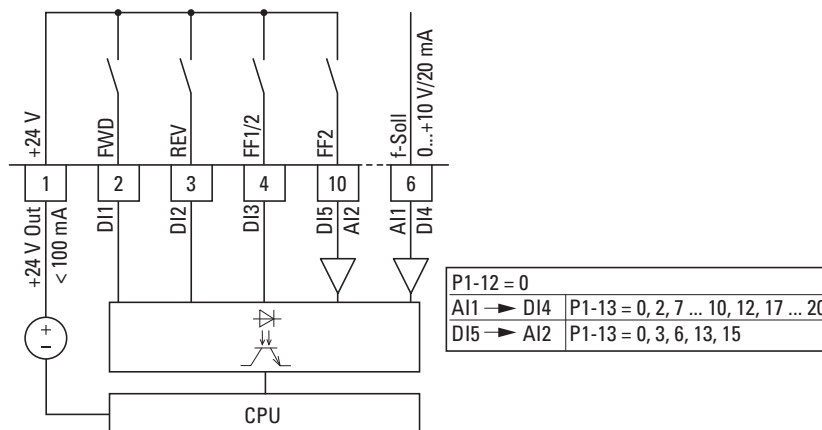 +24 V
FWD
REV
FF1/2
FF2
f-Soll
0...+10 V/20 mA
1
2
3
4
10
6
+24 V Out
< 100 mA
DI1
DI2
DI3
DI5
AI2
AI1
DI4
P1-12 = 0
AI1 → DI4 P1-13 = 0, 2, 7 ... 10, 12, 17 ... 20
DI5 → AI2 P1-13 = 0, 3, 6, 13, 15
+
−
CPU